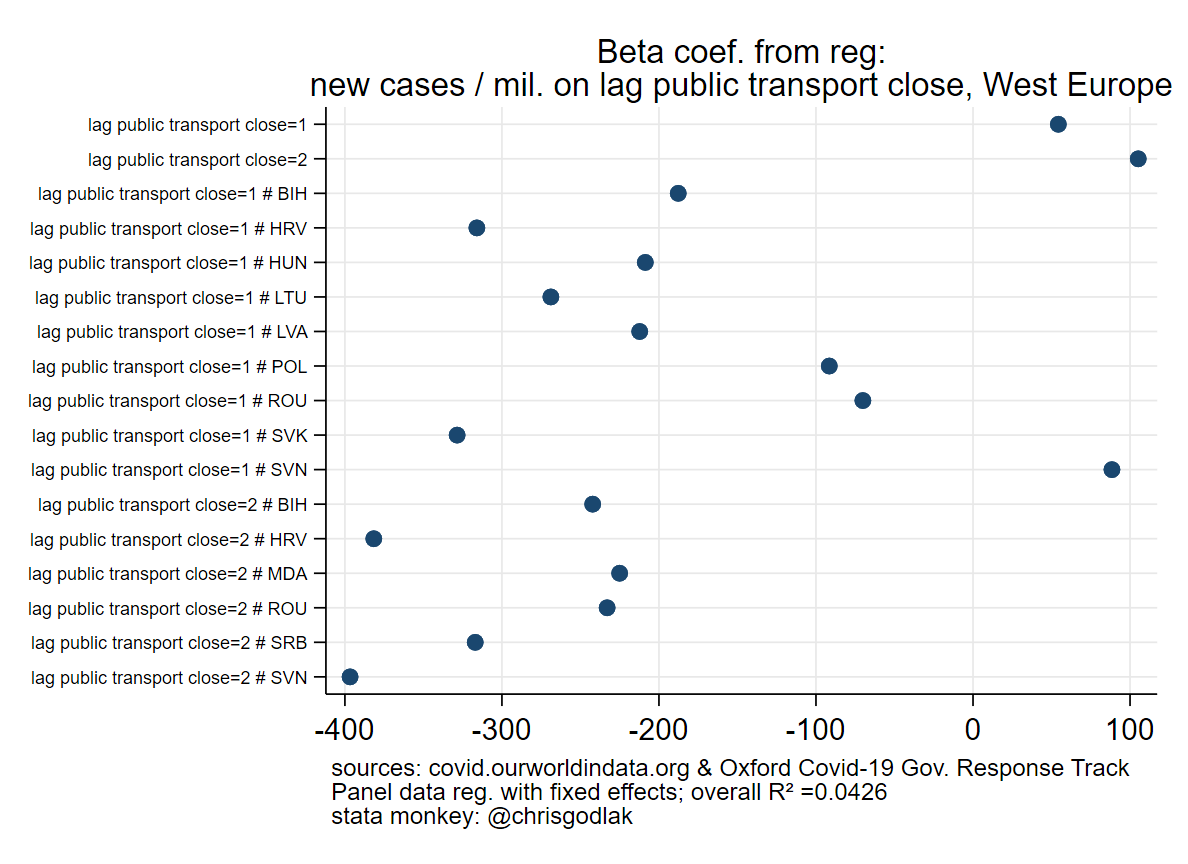 Beta coef. from reg:
new cases / mil. on lag public transport close, West Europe
lag public transport close=1
lag public transport close=2
lag public transport close=1 # BIH
lag public transport close=1 # HRV
lag public transport close=1 # HUN
lag public transport close=1 # LTU
lag public transport close=1 # LVA
lag public transport close=1 # POL
lag public transport close=1 # ROU
lag public transport close=1 # SVK
lag public transport close=1 # SVN
lag public transport close=2 # BIH
lag public transport close=2 # HRV
lag public transport close=2 # MDA
lag public transport close=2 # ROU
lag public transport close=2 # SRB
lag public transport close=2 # SVN
-400 -300 -200 -100 0 100
sources: covid.ourworldindata.org & Oxford Covid-19 Gov. Response Track
Panel data reg. with fixed effects; overall R² =0.0426
stata monkey: @chrisgodlak